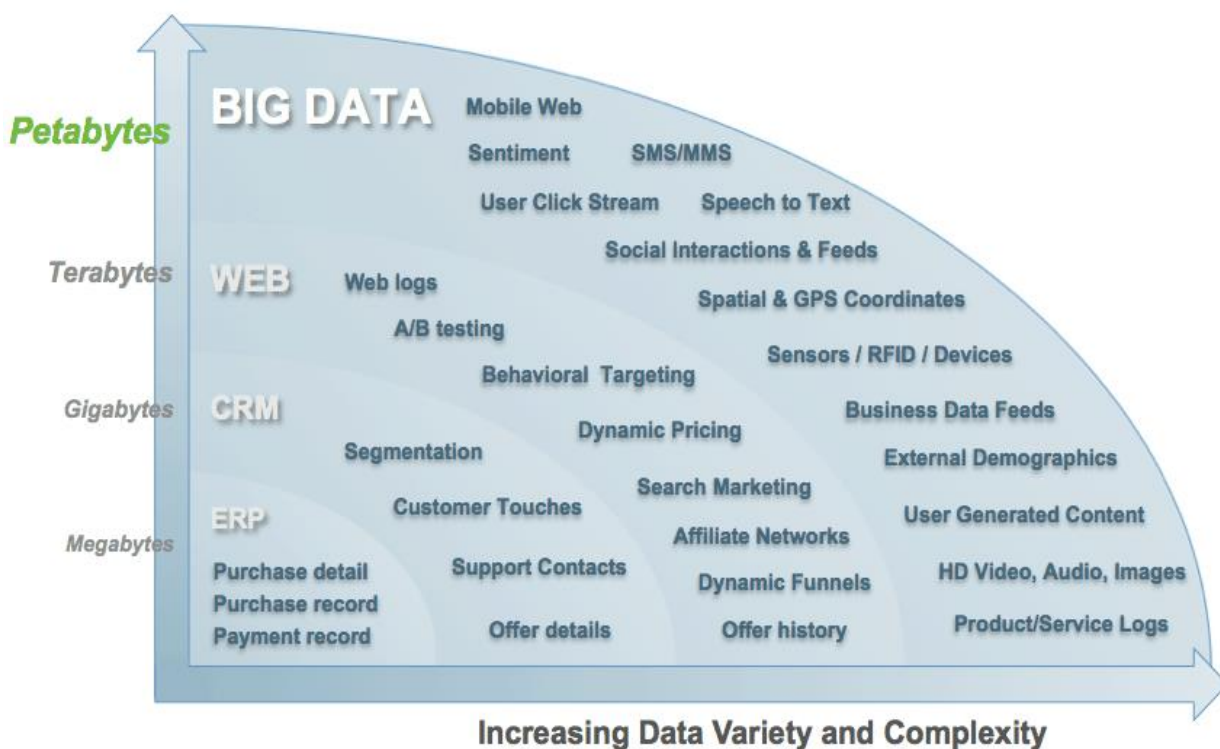 BIG DATA
Mobile Web
Petabytes
Sentiment
SMS/MMS
User Click Stream
Speech to Text
Social Interactions & Feeds
Terabytes
WEB
Web logs
Spatial & GPS Coordinates
A/B testing
Sensors / RFID / Devices
Behavioral Targeting
Gigabytes
CRM
Business Data Feeds
Dynamic Pricing
Segmentation
External Demographics
Search Marketing
Customer Touches
ERP
User Generated Content
Affiliate Networks
Megabytes
Support Contacts
Purchase detail
HD Video, Audio, Images
Dynamic Funnels
Purchase record
Product/Service Logs
Payment record
Offer details
Offer history
Increasing Data Variety and Complexity